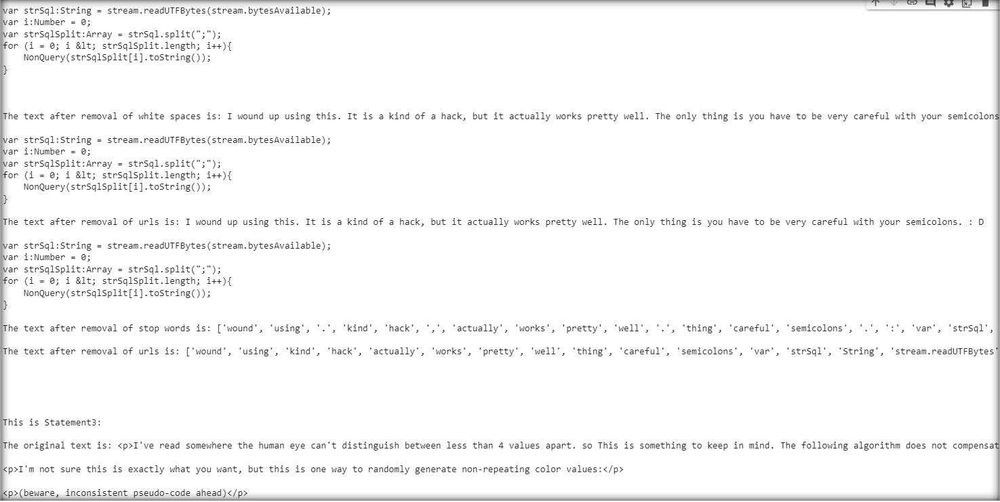 var strSql:String = stream.readUTFBytes(stream.bytesAvailable);
var i:Number = 0;
var strSqlSplit:Array = strSql.split(";");
for (i = 0; i &lt; strSqlSplit.length; i++){
    NonQuery(strSqlSplit[i].toString());
}
The text after removal of white spaces is: I wound up using this. It is a kind of a hack, but it actually works pretty well. The only thing is you have to be very careful with your semicolons
var strSql:String = stream.readUTFBytes(stream.bytesAvailable);
var i:Number = 0;
var strSqlSplit:Array = strSql.split(";");
for (i = 0; i &lt; strSqlSplit.length; i++){
    NonQuery(strSqlSplit[i].toString());
}
The text after removal of urls is: I wound up using this. It is a kind of a hack, but it actually works pretty well. The only thing is you have to be very careful with your semicolons. : D
var strSql:String = stream.readUTFBytes(stream.bytesAvailable);
var i:Number = 0;
var strSqlSplit:Array = strSql.split(";");
for (i = 0; i &lt; strSqlSplit.length; i++){
    NonQuery(strSqlSplit[i].toString());
}
The text after removal of stop words is: ['wound', 'using', '.', 'kind', 'hack', ',', 'actually', 'works', 'pretty', 'well', '.', 'thing', 'careful', 'semicolons', '.', ':', 'var', 'strSql',
The text after removal of urls is: ['wound', 'using', 'kind', 'hack', 'actually', 'works', 'pretty', 'well', 'thing', 'careful', 'semicolons', 'var', 'strSql', 'String', 'stream.readUTFBytes'
This is Statement3:
The original text is: <p>I've read somewhere the human eye can't distinguish between less than 4 values apart. so This is something to keep in mind. The following algorithm does not compensat
<p>I'm not sure this is exactly what you want, but this is one way to randomly generate non-repeating color values:</p>
<p>(beware, inconsistent pseudo-code ahead)</p>